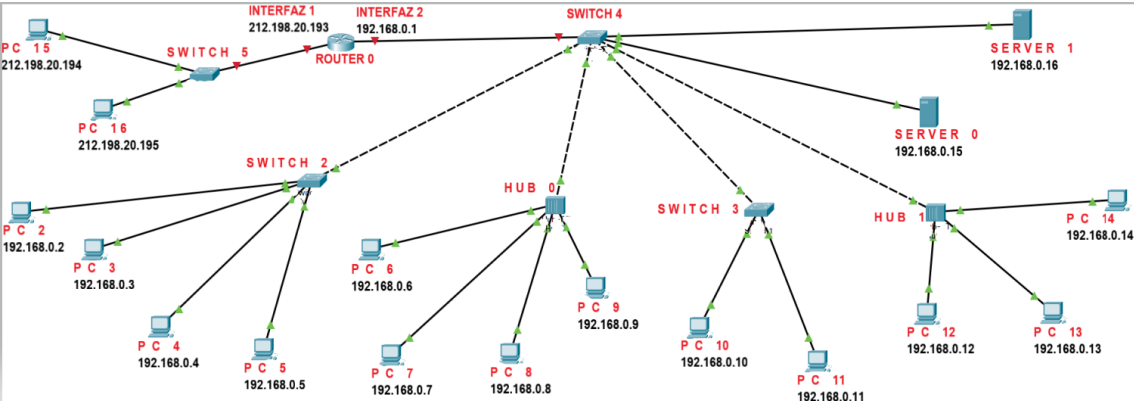 INTERFAZ 1
212.198.20.193
INTERFAZ 2
192.168.0.1
ROUTER 0
SWITCH 4
SERVER 1
192.168.0.16
PC 15
212.198.20.194
SWITCH 5
PC 16
212.198.20.195
SERVER 0
192.168.0.15
SWITCH 2
HUB 0
SWITCH 3
HUB 1
PC 14
192.168.0.14
PC 2
192.168.0.2
PC 3
192.168.0.3
PC 4
192.168.0.4
PC 5
192.168.0.5
PC 6
192.168.0.6
PC 7
192.168.0.7
PC 8
192.168.0.8
PC 9
192.168.0.9
PC 10
192.168.0.10
PC 11
192.168.0.11
PC 12
192.168.0.12
PC 13
192.168.0.13